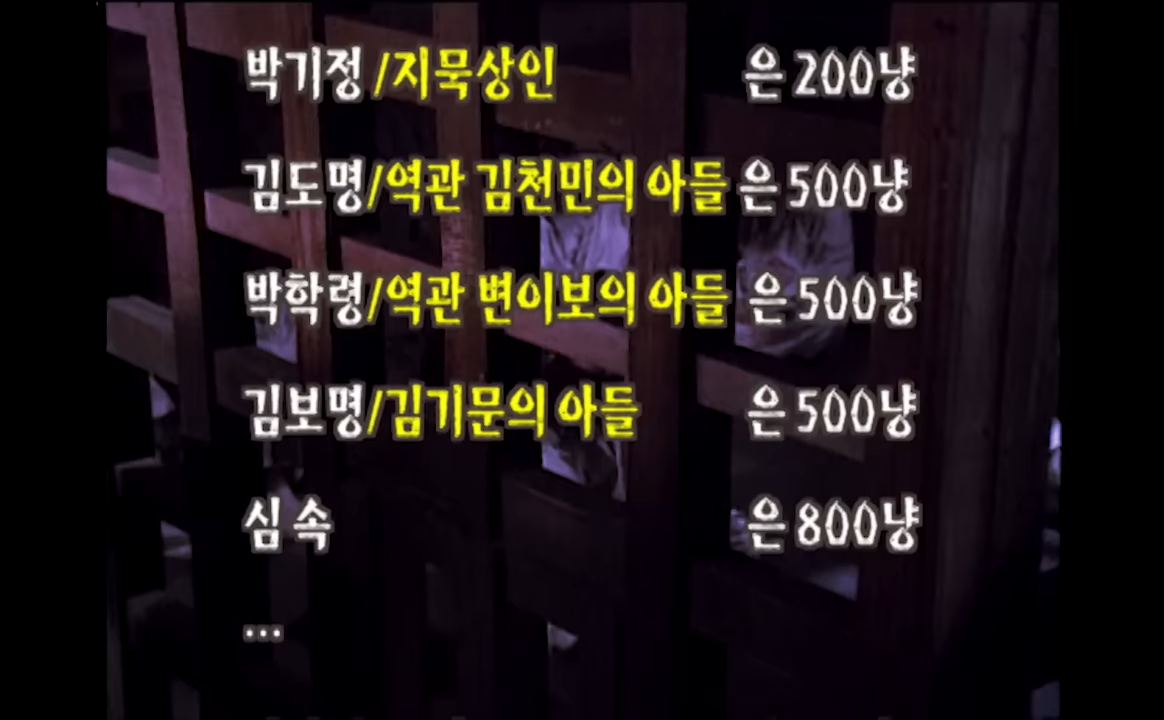 박기정 /지묵상인 은 200냥
김도명/역관 김천민의 아들 은 500냥
박학령/역관 변이보의 아들 은 500냥
김보명/김기문의 아들 은 500냥
심 속 은 800냥
...